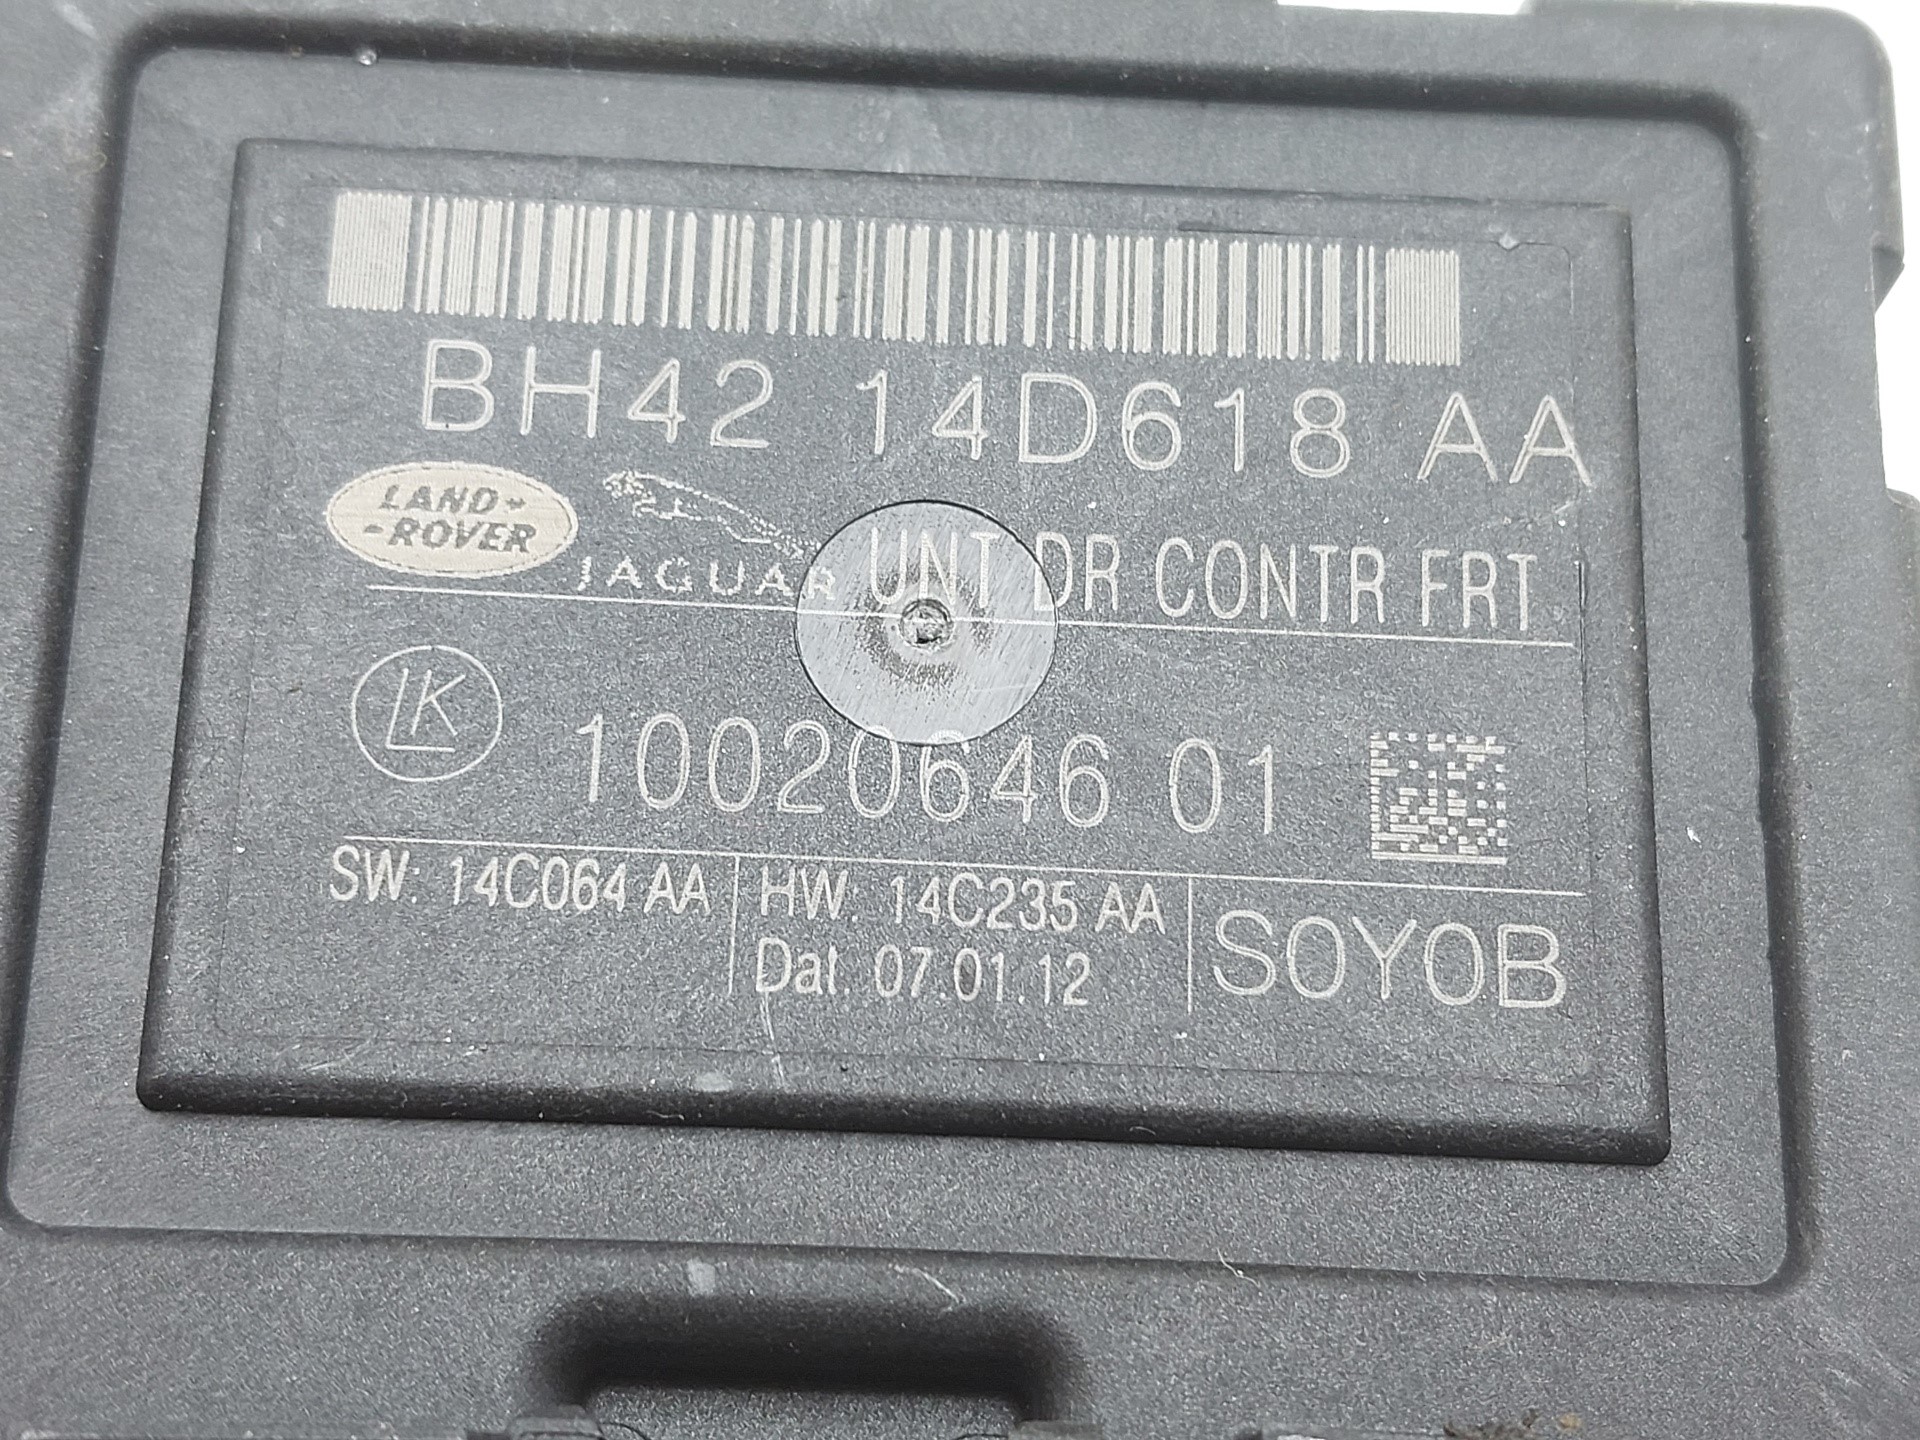 BH42 14D618 AA
LAND-
-ROVER
JAGUAR
UNT DR CONTR FRT
LK
10020646 01
SW: 14C064 AA
HW: 14C235 AA
Dat. 07.01.12
S0Y0B